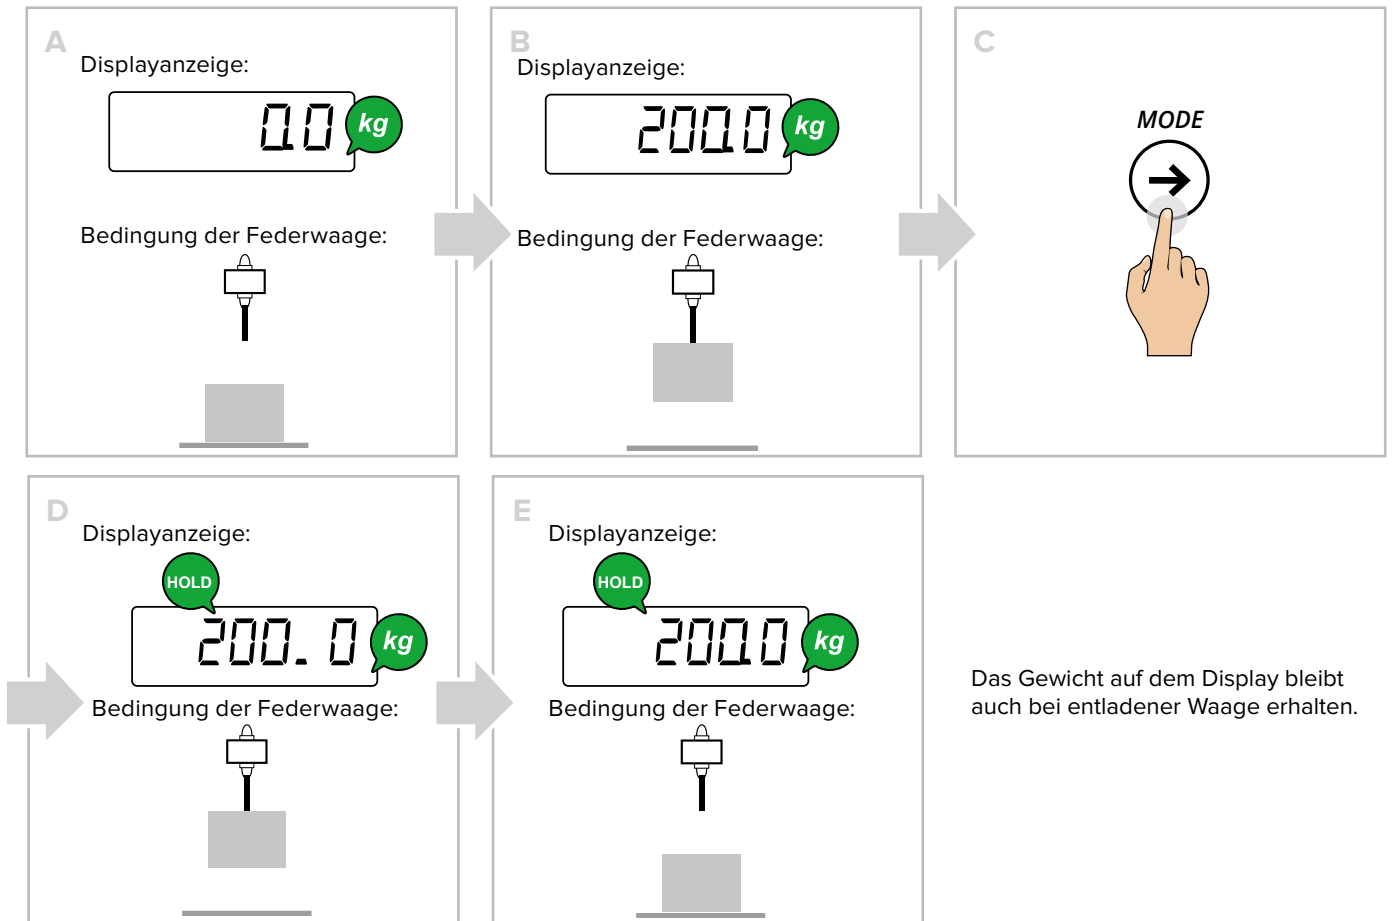 A
Displayanzeige:
0.0 kg
Bedingung der Federwaage:
B
Displayanzeige:
200.0 kg
Bedingung der Federwaage:
C
MODE
D
Displayanzeige:
HOLD
200. 0 kg
Bedingung der Federwaage:
E
Displayanzeige:
HOLD
200.0 kg
Bedingung der Federwaage:
Das Gewicht auf dem Display bleibt
auch bei entladener Waage erhalten.